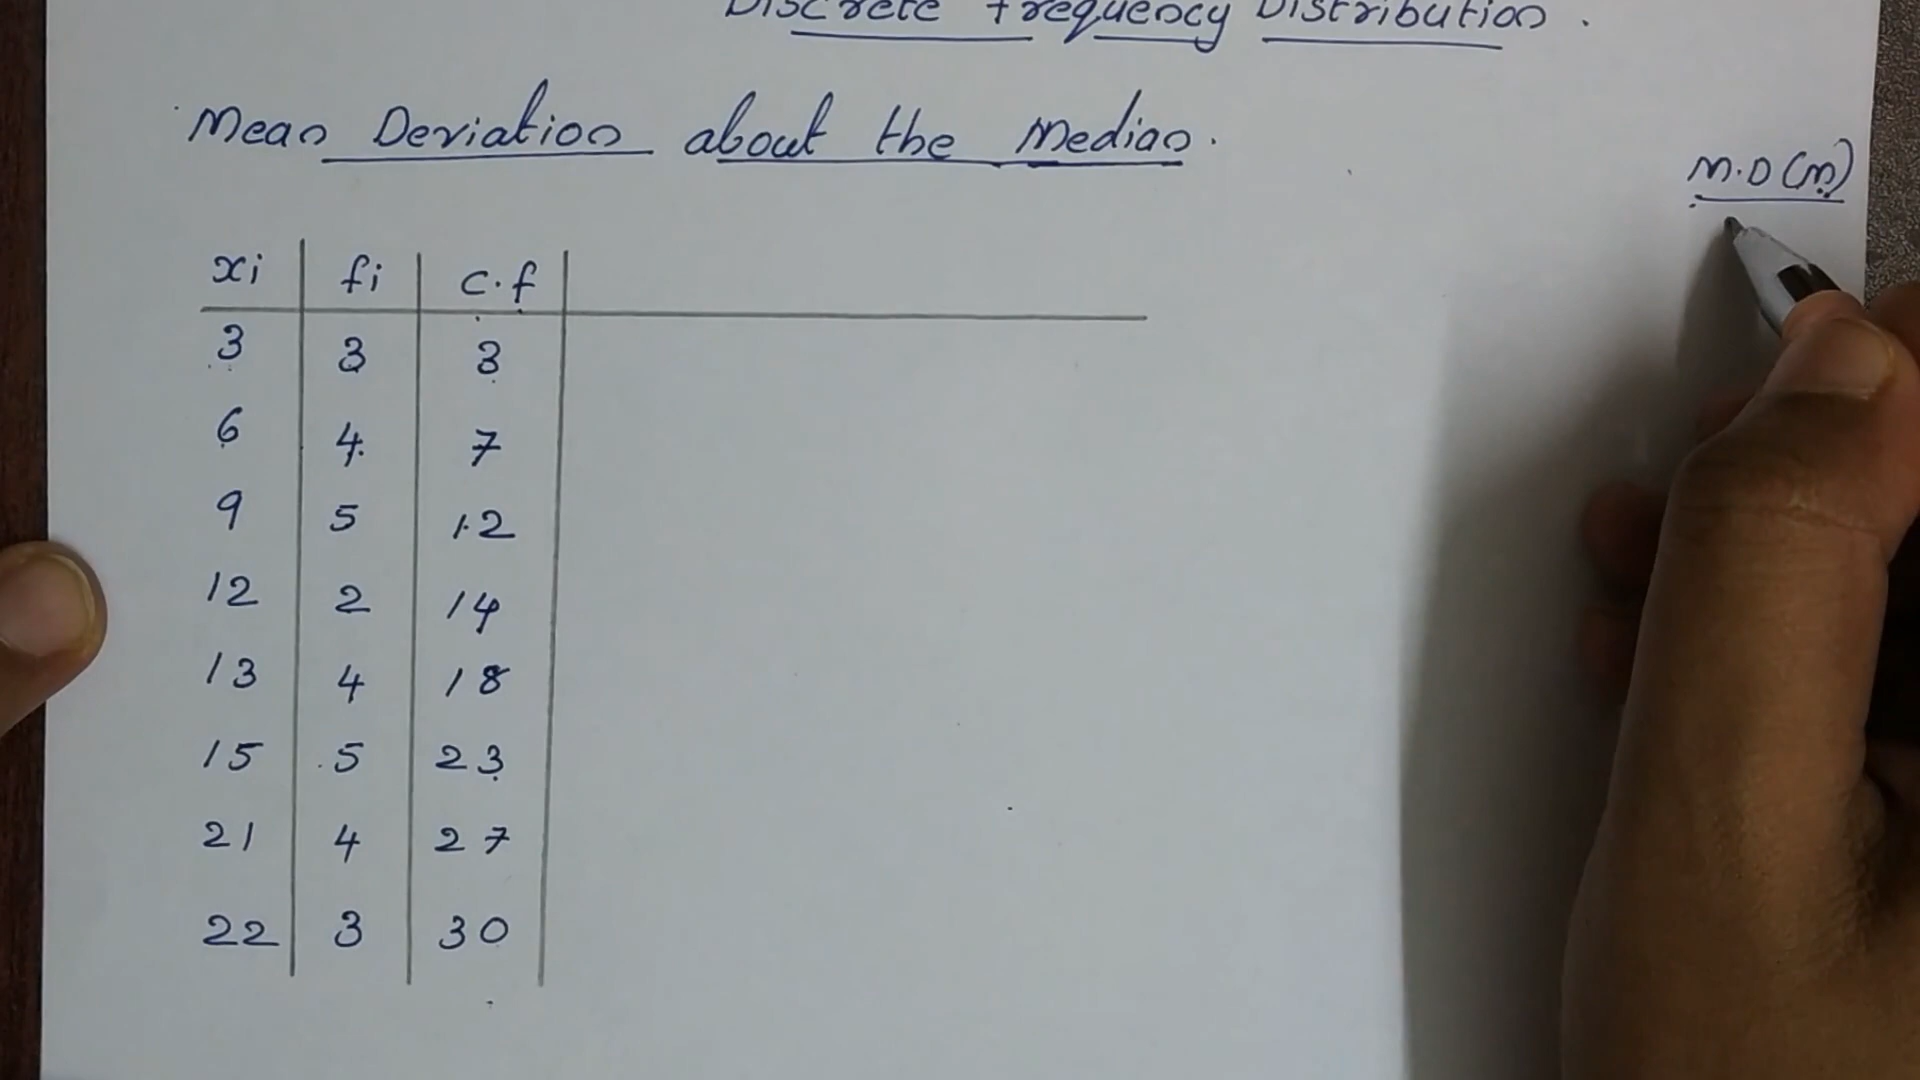 Discrete Frequency Distribution.
Mean Deviation about the Median.
M.D(M)
xi fi c.f
3 3 3
6 4 7
9 5 12
12 2 14
13 4 18
15 5 23
21 4 27
22 3 30